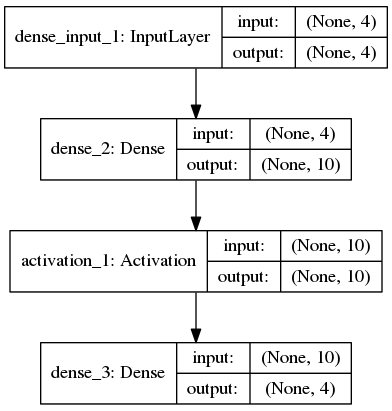 dense_input_1: InputLayer
input: (None, 4)
output: (None, 4)
dense_2: Dense
input: (None, 4)
output: (None, 10)
activation_1: Activation
input: (None, 10)
output: (None, 10)
dense_3: Dense
input: (None, 10)
output: (None, 4)